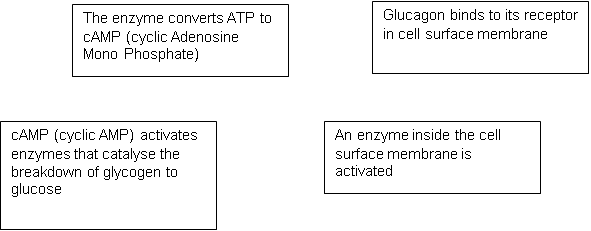 The enzyme converts ATP to
cAMP (cyclic Adenosine
Mono Phosphate)
Glucagon binds to its receptor
in cell surface membrane
cAMP (cyclic AMP) activates
enzymes that catalyse the
breakdown of glycogen to
glucose
An enzyme inside the cell
surface membrane is
activated